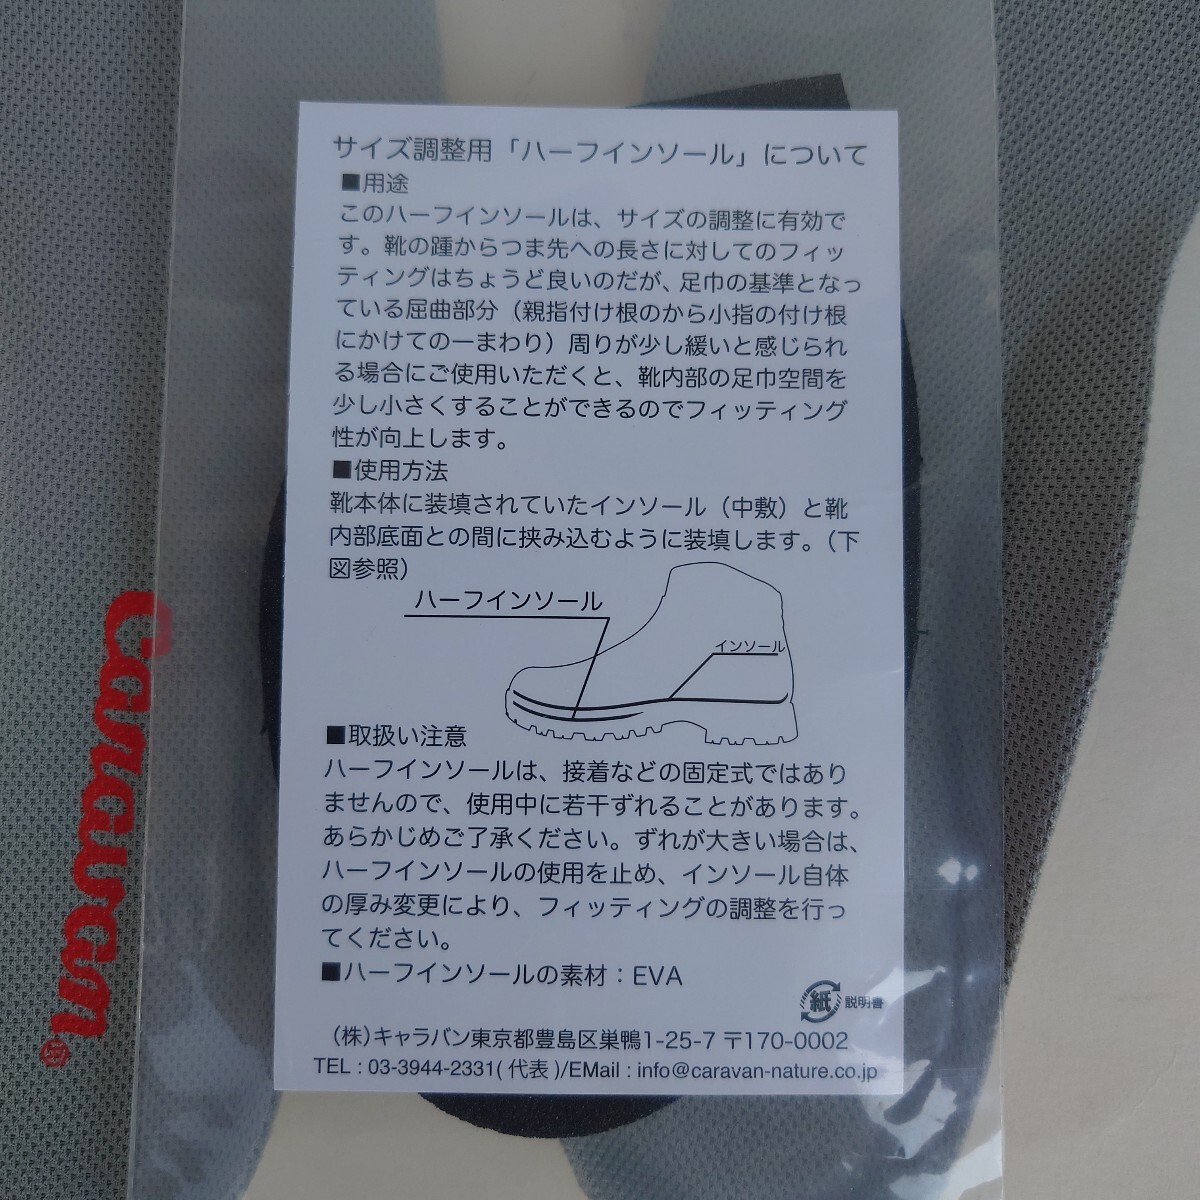 サイズ調整用「ハーフインソール」について
■用途
このハーフインソールは、サイズの調整に有効で
す。靴の踵からつま先への長さに対してのフィッ
ティングはちょうど良いのだが、足巾の基準となっ
ている屈曲部分（親指付け根のから小指の付け根
にかけての一まわり）周りが少し緩いと感じられ
る場合にご使用いただくと、靴内部の足巾空間を
少し小さくすることができるのでフィッティング
性が向上します。
■使用方法
靴本体に装填されていたインソール（中敷）と靴
内部底面との間に挟み込むように装填します。（下
図参照）
ハーフインソール
インソール
■取扱い注意
ハーフインソールは、接着などの固定式ではあり
ませんので、使用中に若干ずれることがあります。
あらかじめご了承ください。ずれが大きい場合は、
ハーフインソールの使用を止め、インソール自体
の厚み変更により、フィッティングの調整を行っ
てください。
■ハーフインソールの素材：EVA
紙 説明書
（株）キャラバン東京都豊島区巣鴨1-25-7 〒170-0002
TEL : 03-3944-2331( 代表 )/EMail : info@caravan-nature.co.jp
Caravan®